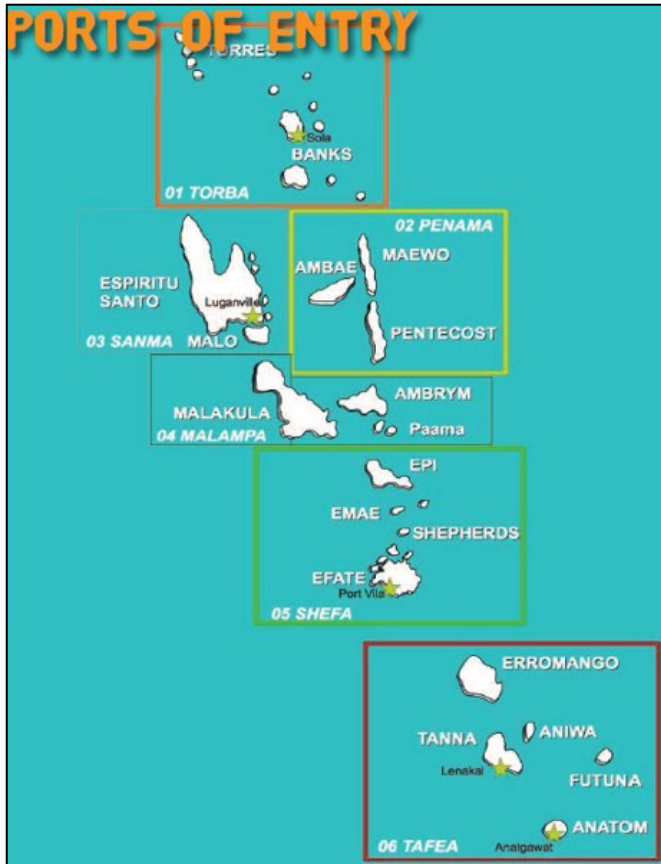 PORTS OF ENTRY
TORRES
Sola
BANKS
01 TORBA
02 PENAMA
MAEWO
AMBAE
ESPIRITU
SANTO
Luganville
PENTECOST
03 SANMA
MALO
AMBRYM
MALAKULA
Paama
04 MALAMPA
EPI
EMAE
SHEPHERDS
EFATE
Port Vila
05 SHEFA
ERROMANGO
TANNA
ANIWA
Lenakal
FUTUNA
ANATOM
Analgawat
06 TAFEA